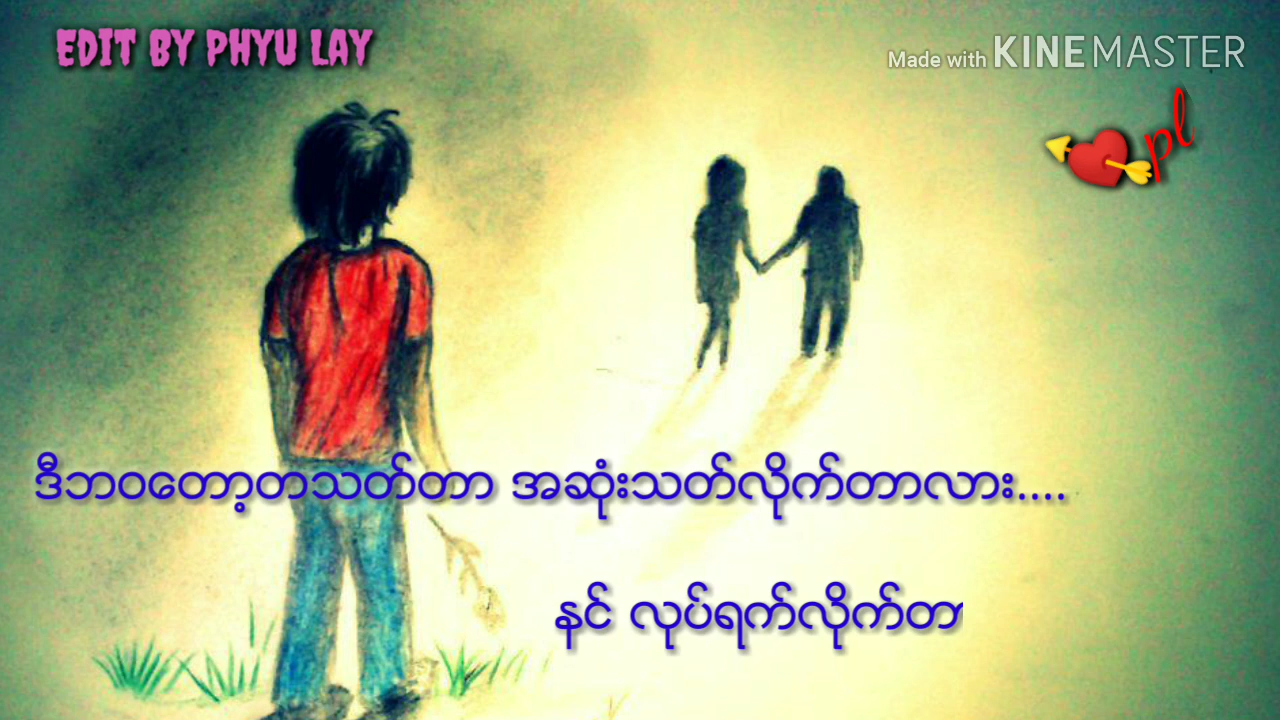 EDIT BY PHYU LAY
Made with KINEMASTER
pl
ဒီဘဝတော့တသတ်တာ အဆုံးသတ်လိုက်တာလား....
နင် လုပ်ရက်လိုက်တာ